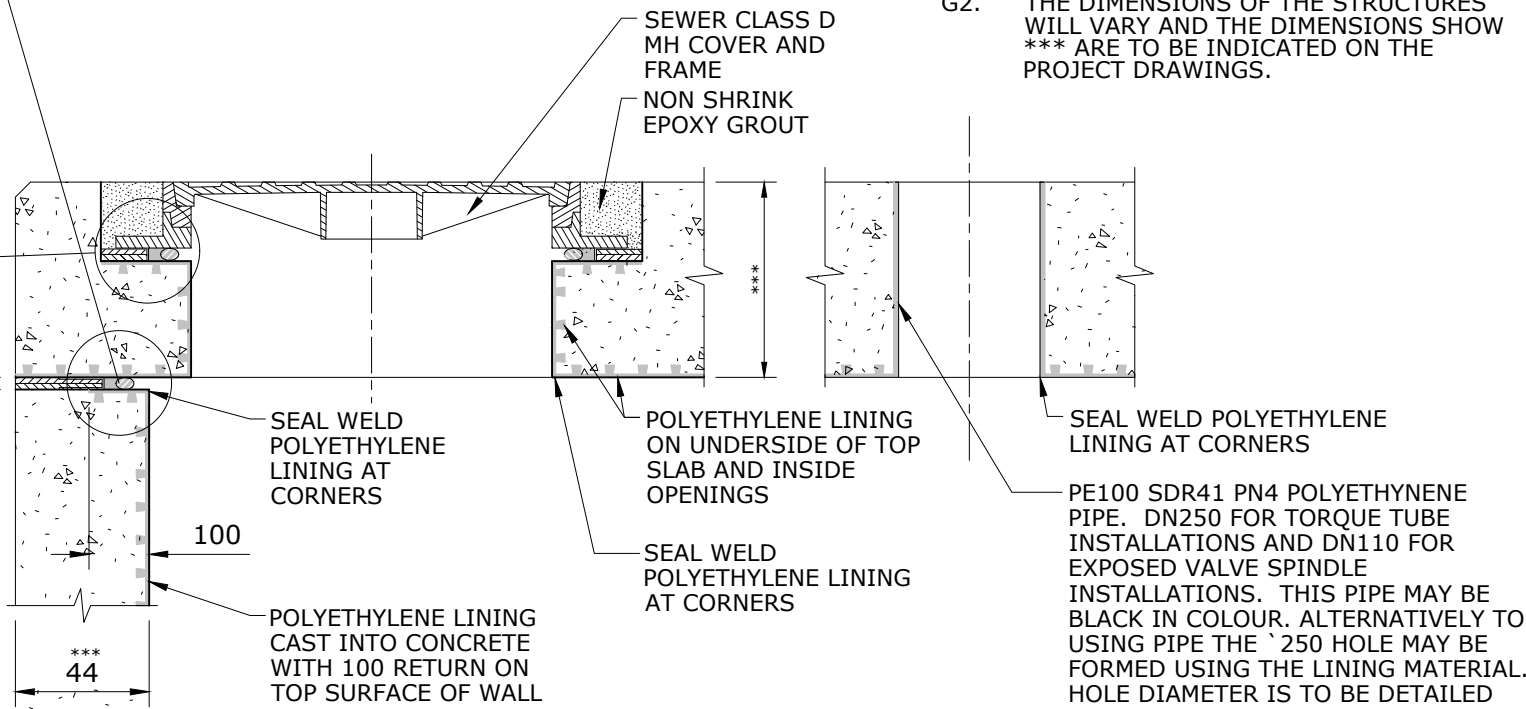 SEWER CLASS D
MH COVER AND
FRAME
NON SHRINK
EPOXY GROUT
G2. THE DIMENSIONS OF THE STRUCTURES
WILL VARY AND THE DIMENSIONS SHOW
*** ARE TO BE INDICATED ON THE
PROJECT DRAWINGS.
***
SEAL WELD
POLYETHYLENE
LINING AT
CORNERS
POLYETHYLENE LINING
ON UNDERSIDE OF TOP
SLAB AND INSIDE
OPENINGS
SEAL WELD POLYETHYLENE
LINING AT CORNERS
100
SEAL WELD
POLYETHYLENE LINING
AT CORNERS
PE100 SDR41 PN4 POLYETHYNENE
PIPE. DN250 FOR TORQUE TUBE
INSTALLATIONS AND DN110 FOR
EXPOSED VALVE SPINDLE
INSTALLATIONS. THIS PIPE MAY BE
BLACK IN COLOUR. ALTERNATIVELY TO
USING PIPE THE `250 HOLE MAY BE
FORMED USING THE LINING MATERIAL.
HOLE DIAMETER IS TO BE DETAILED
POLYETHYLENE LINING
CAST INTO CONCRETE
WITH 100 RETURN ON
TOP SURFACE OF WALL
***
44